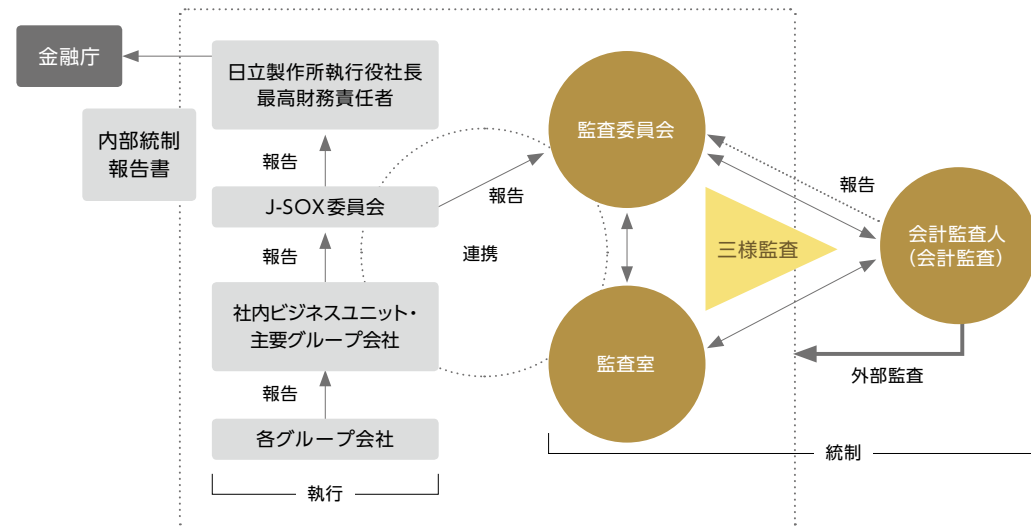 金融庁
日立製作所執行役社長
最高財務責任者
内部統制
報告書
報告
J-SOX委員会
報告
報告
連携
社内ビジネスユニット・
主要グループ会社
報告
各グループ会社
執行
監査委員会
三様監査
監査室
報告
会計監査人
(会計監査)
外部監査
統制